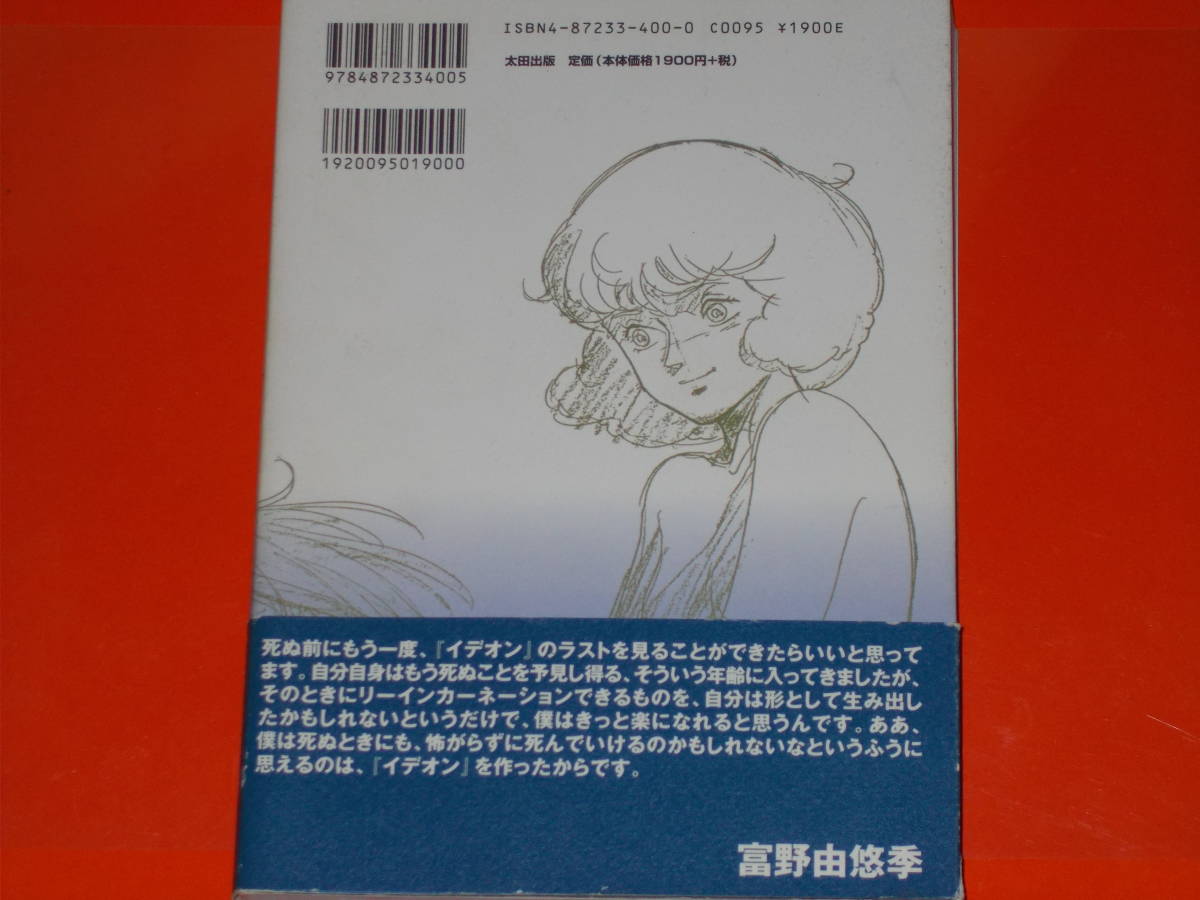 ISBN4-87233-400-0 C0095 ¥1900E
太田出版 定価(本体価格1900円+税)
9784872334005
1920095019000
死ぬ前にもう一度、『イデオン』のラストを見ることができたらいいと思って
ます。自分自身はもう死ぬことを予見し得る、そういう年齢に入ってきましたが、
そのときにリーインカーネーションできるものを、自分は形として生み出し
たかもしれないというだけで、僕はきっと楽になれると思うんです。ああ、
僕は死ぬときにも、怖がらずに死んでいけるのかもしれないなというふうに
思えるのは、『イデオン』を作ったからです。
富野由悠季